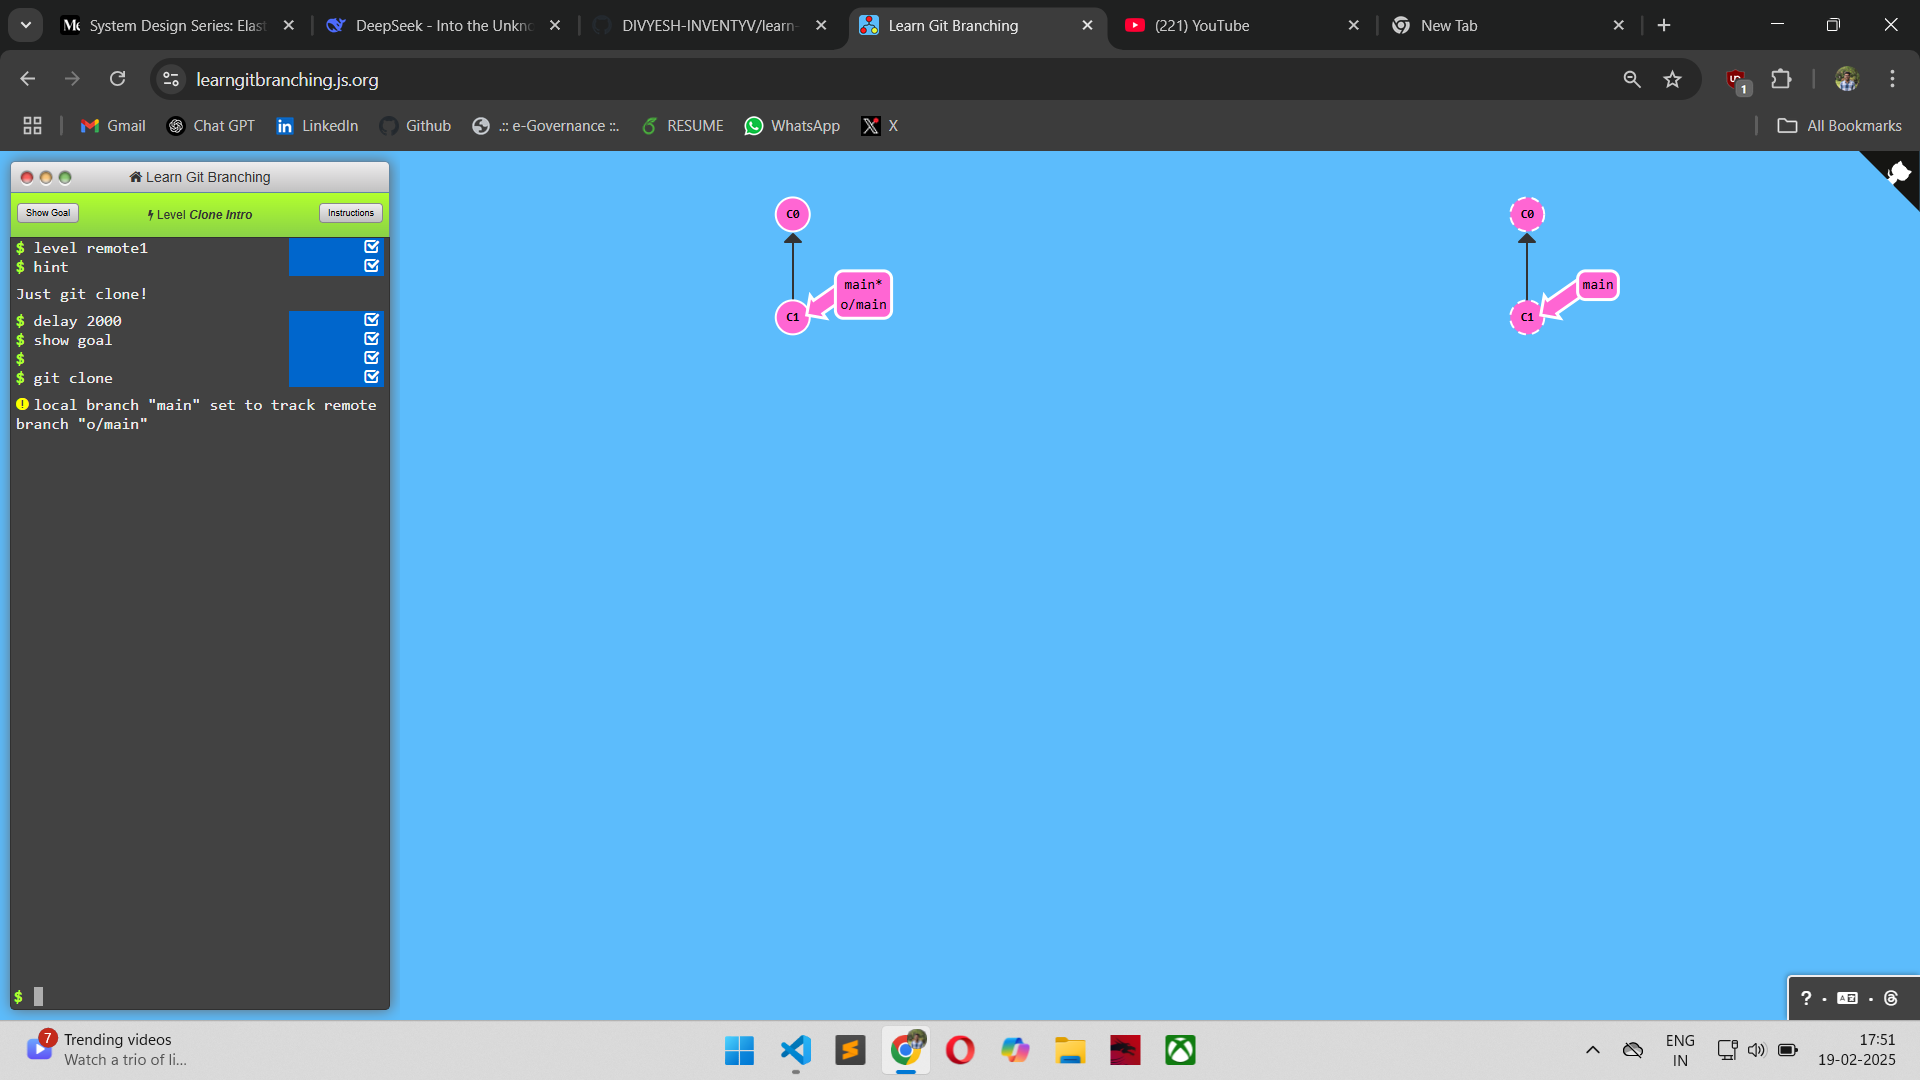 System Design Series: Elast
DeepSeek - Into the Unkno
DIVYESH-INVENTYV/learn-
Learn Git Branching
(221) YouTube
New Tab
learngitbranching.js.org
1
Gmail
Chat GPT
LinkedIn
Github
.:: e-Governance ::.
RESUME
WhatsApp
X
All Bookmarks
Learn Git Branching
Show Goal
Level Clone Intro
Instructions
$ level remote1
$ hint
Just git clone!
$ delay 2000
$ show goal
$
$ git clone
local branch "main" set to track remote
branch "o/main"
$
C0
main*
o/main
C1
C0
main
C1
?
7
Trending videos
Watch a trio of li...
ENG
IN
17:51
19-02-2025